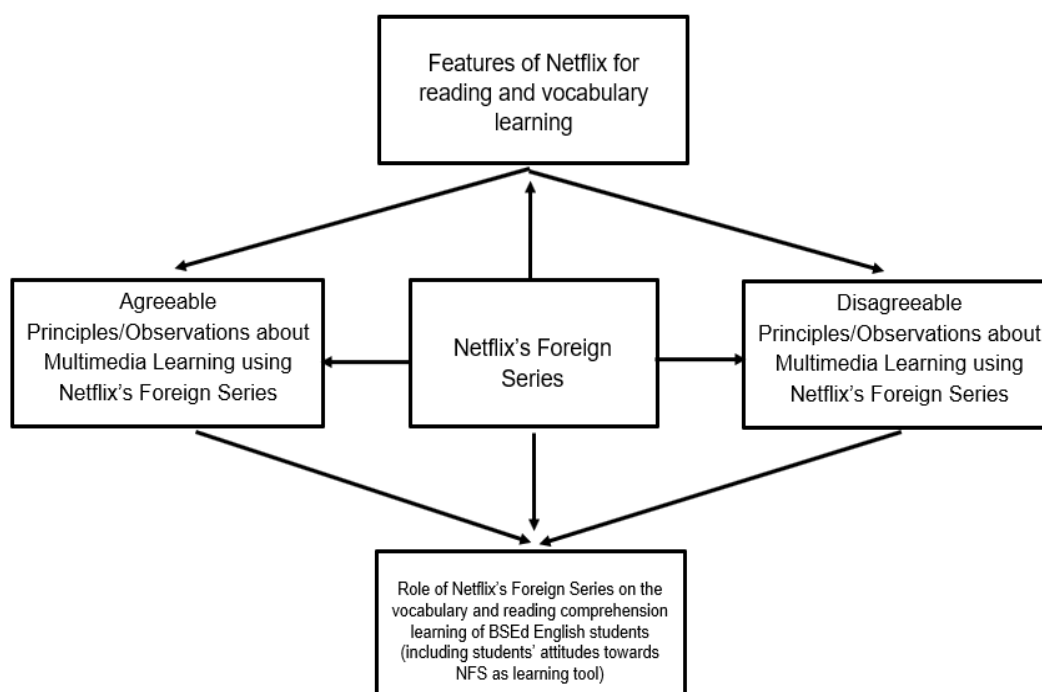 Features of Netflix for
reading and vocabulary
learning
Agreeable
Principles/Observations about
Multimedia Learning using
Netflix’s Foreign Series
Netflix’s Foreign
Series
Disagreeable
Principles/Observations about
Multimedia Learning using
Netflix’s Foreign Series
Role of Netflix’s Foreign Series on the
vocabulary and reading comprehension
learning of BSEd English students
(including students’ attitudes towards
NFS as learning tool)